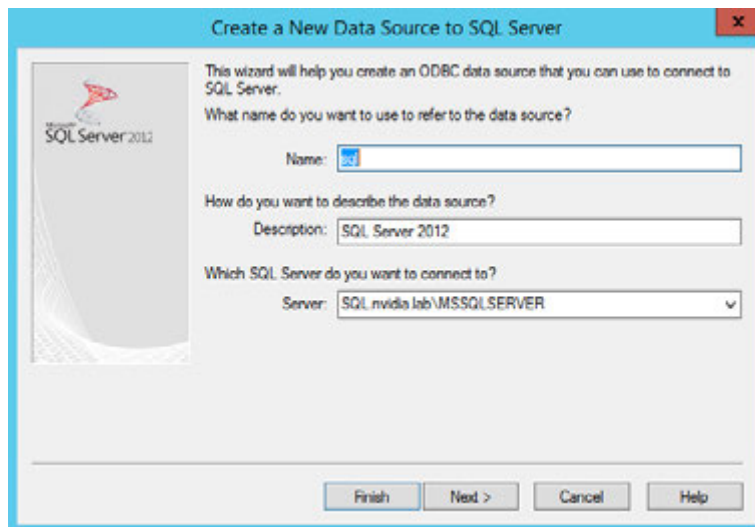 Create a New Data Source to SQL Server
x
Microsoft
SQL Server 2012
This wizard will help you create an ODBC data source that you can use to connect to
SQL Server.
What name do you want to use to refer to the data source?
Name: sql
How do you want to describe the data source?
Description: SQL Server 2012
Which SQL Server do you want to connect to?
Server: SQL.nvidia.lab\MSSQLSERVER
Finish Next > Cancel Help